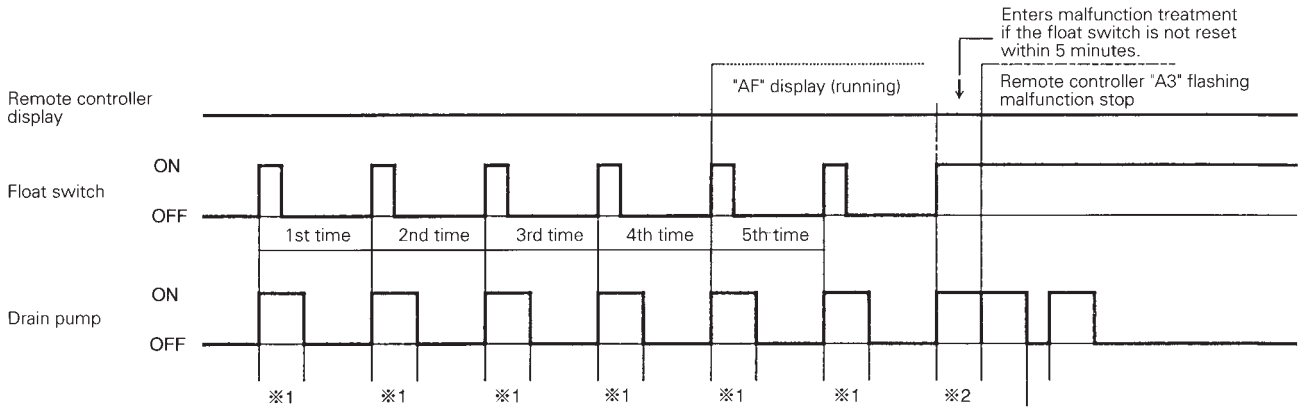 Enters malfunction treatment
if the float switch is not reset
within 5 minutes.
"AF" display (running)
Remote controller "A3" flashing
malfunction stop
Remote controller
display
ON
Float switch
OFF
1st time
2nd time
3rd time
4th time
5th time
ON
Drain pump
OFF
※1 ※1 ※1 ※1 ※1 ※1 ※2